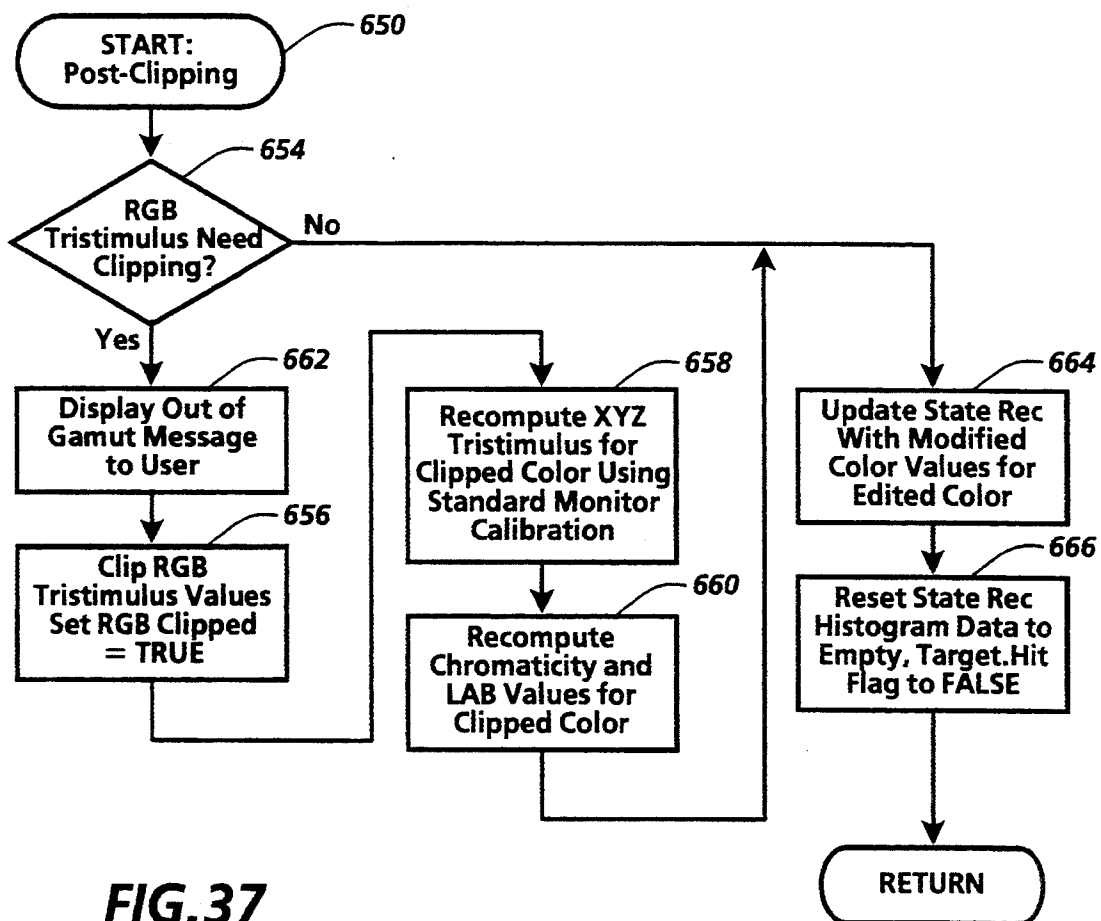 START:
Post-Clipping
650
654
RGB
Tristimulus Need
Clipping?
No
Yes
662
Display Out of
Gamut Message
to User
656
Clip RGB
Tristimulus Values
Set RGB Clipped
= TRUE
658
Recompute XYZ
Tristimulus for
Clipped Color Using
Standard Monitor
Calibration
660
Recompute
Chromaticity and
LAB Values for
Clipped Color
664
Update State Rec
With Modified
Color Values for
Edited Color
666
Reset State Rec
Histogram Data to
Empty, Target.Hit
Flag to FALSE
RETURN
FIG.37